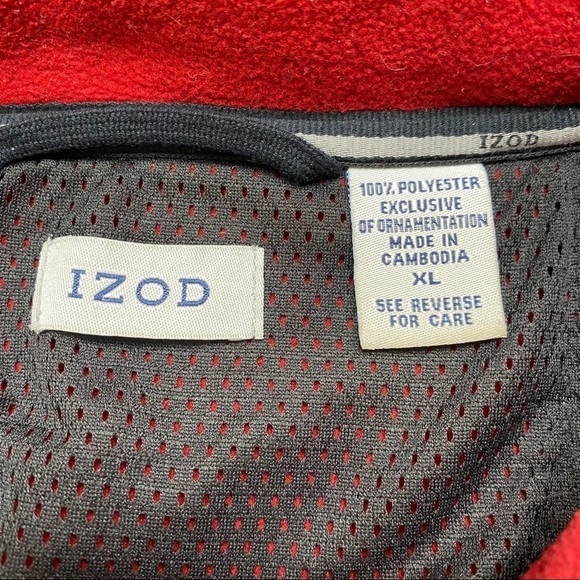 IZOD
IZOD
100% POLYESTER
EXCLUSIVE
OF ORNAMENTATION
MADE IN
CAMBODIA
XL
SEE REVERSE
FOR CARE